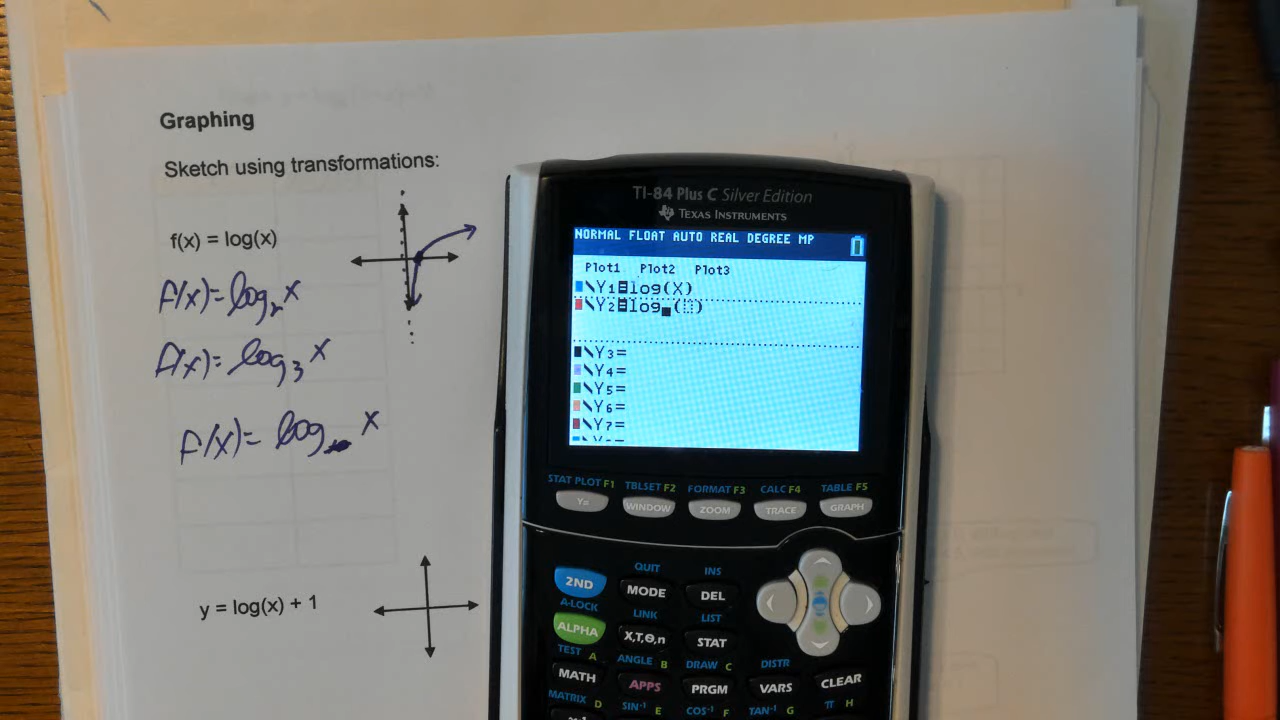 Graphing
Sketch using transformations:
f(x) = log(x)
f(x) = log₂ x
f(x) = log₃ x
f(x) = log x
y = log(x) + 1
TI-84 Plus C Silver Edition
TEXAS INSTRUMENTS
NORMAL FLOAT AUTO REAL DEGREE MP
Plot1 Plot2 Plot3
\Y1=log(X)
\Y2=log (
\Y3=
\Y4=
\Y5=
\Y6=
\Y7=
STAT PLOT F1 TBLSET F2 FORMAT F3 CALC F4 TABLE F5
Y= WINDOW ZOOM TRACE GRAPH
QUIT INS
2ND MODE DEL
A-LOCK LINK LIST
ALPHA X,T,Θ,n STAT
TEST A ANGLE B DRAW C DISTR
MATH APPS PRGM VARS CLEAR
MATRIX D SIN⁻¹ E COS⁻¹ F TAN⁻¹ G π H